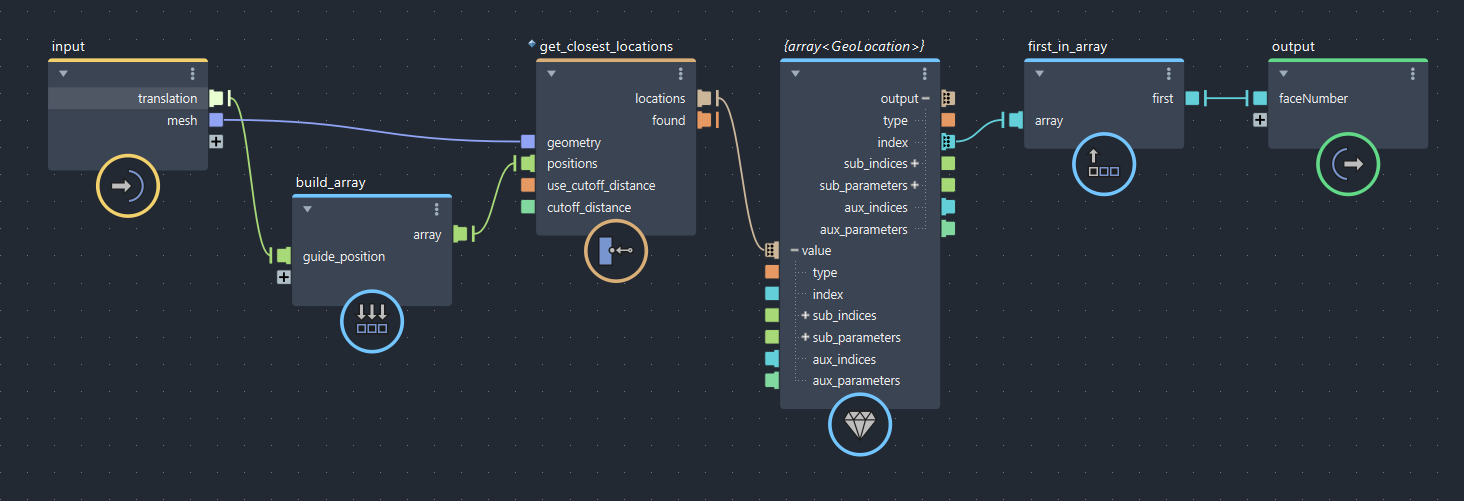 input
translation
mesh
build_array
array
guide_position
get_closest_locations
locations
found
geometry
positions
use_cutoff_distance
cutoff_distance
{array<GeoLocation>}
output
type
index
sub_indices
sub_parameters
aux_indices
aux_parameters
value
type
index
sub_indices
sub_parameters
aux_indices
aux_parameters
first_in_array
first
array
output
faceNumber